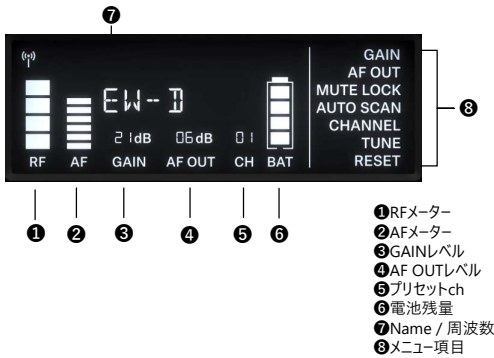 ❼
GAIN
AF OUT
MUTE LOCK
AUTO SCAN
CHANNEL
TUNE
RESET
❽
EW-D
21dB 06dB 01
RF AF GAIN AF OUT CH BAT
❶ ❷ ❸ ❹ ❺ ❻
❶RFメーター
❷AFメーター
❸GAINレベル
❹AF OUTレベル
❺プリセットch
❻電池残量
❼Name / 周波数
❽メニュー項目